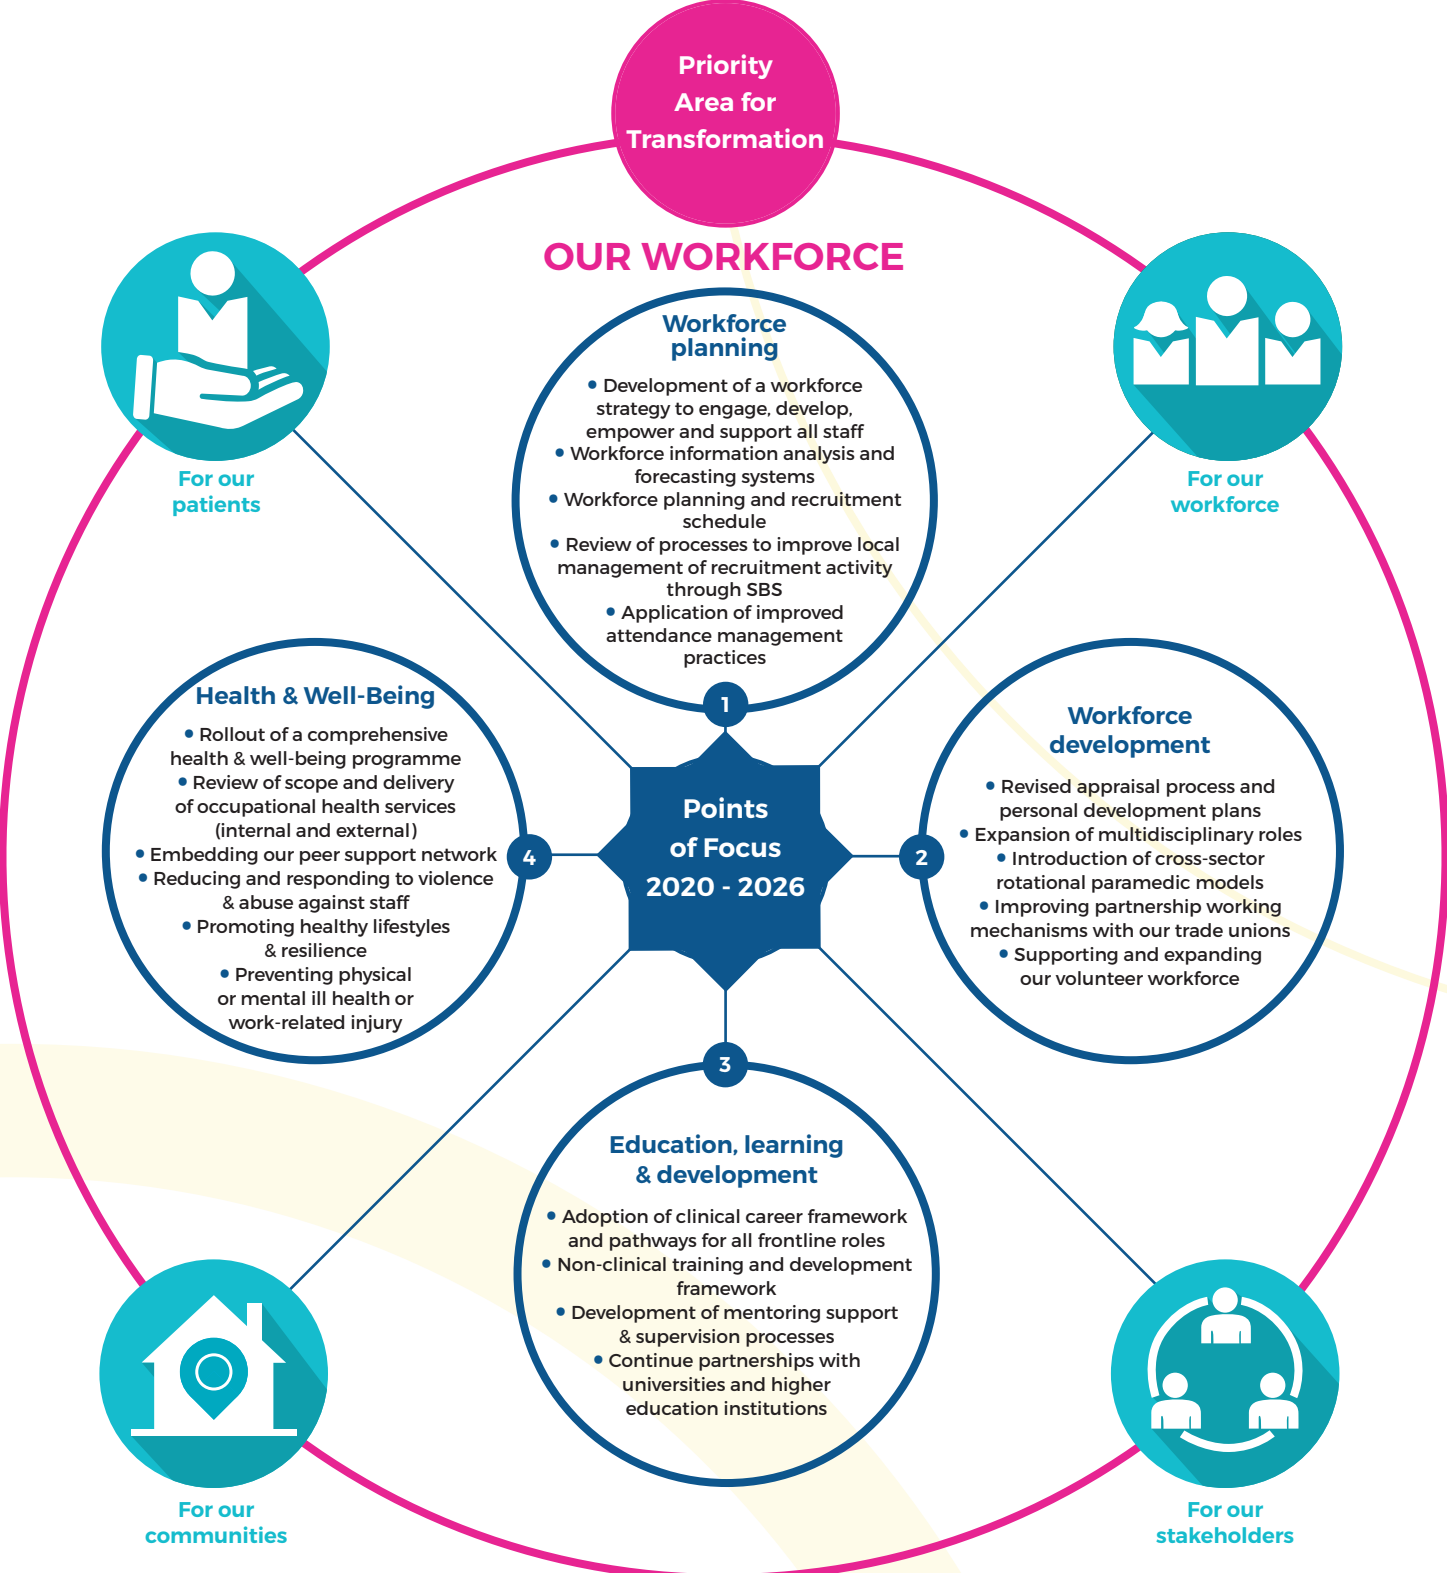 Priority
Area for
Transformation
OUR WORKFORCE
For our
patients
For our
workforce
Workforce
planning
• Development of a workforce
strategy to engage, develop,
empower and support all staff
• Workforce information analysis and
forecasting systems
• Workforce planning and recruitment
schedule
• Review of processes to improve local
management of recruitment activity
through SBS
• Application of improved
attendance management
practices
1
Points
of Focus
2020 - 2026
2
Workforce
development
• Revised appraisal process and
personal development plans
• Expansion of multidisciplinary roles
• Introduction of cross-sector
rotational paramedic models
• Improving partnership working
mechanisms with our trade unions
• Supporting and expanding
our volunteer workforce
3
Education, learning
& development
• Adoption of clinical career framework
and pathways for all frontline roles
• Non-clinical training and development
framework
• Development of mentoring support
& supervision processes
• Continue partnerships with
universities and higher
education institutions
4
Health & Well-Being
• Rollout of a comprehensive
health & well-being programme
• Review of scope and delivery
of occupational health services
(internal and external)
• Embedding our peer support network
• Reducing and responding to violence
& abuse against staff
• Promoting healthy lifestyles
& resilience
• Preventing physical
or mental ill health or
work-related injury
For our
communities
For our
stakeholders